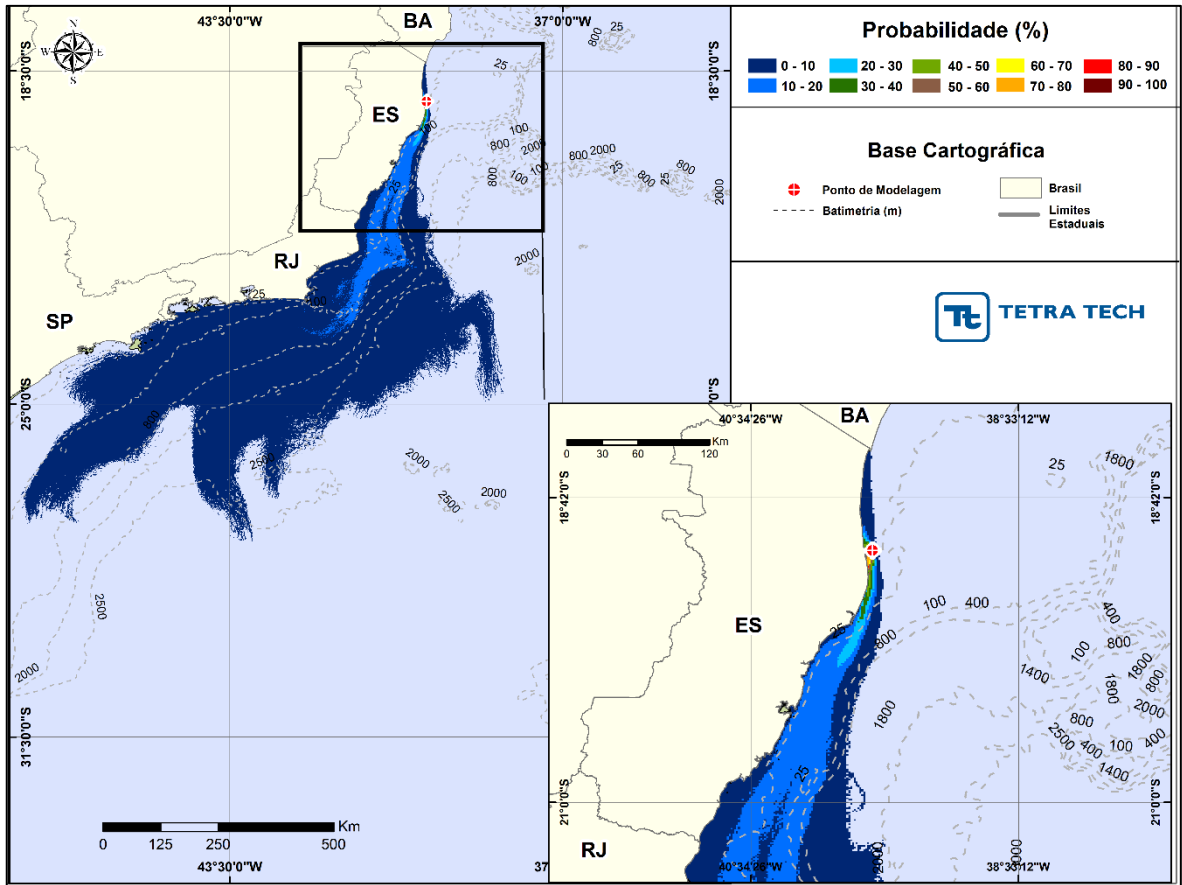 43°30'0"W
37°0'0"W
N
W
E
S
BA
18°30'0"S
18°30'0"S
ES
RJ
SP
25°0'0"S
31°30'0"S
25
800
25
100
800
2000
100
800
100
800
2000
25
800
25
800
2000
25
2000
25
100
800
2500
2000
2500
2000
2500
2000
Km
0
125
250
500
43°30'0"W
Probabilidade (%)
0 - 10
20 - 30
40 - 50
60 - 70
80 - 90
10 - 20
30 - 40
50 - 60
70 - 80
90 - 100
Base Cartográfica
Ponto de Modelagem
Brasil
Batimetria (m)
Limites
Estaduais
Tt
TETRA TECH
40°34'26"W
38°33'12"W
BA
Km
0
30
60
120
18°42'0"S
18°42'0"S
25
1800
ES
100
400
25
800
1800
1400
400
100
800
1800
1800
800
2000
800
2500
400
100
400
1400
25
21°0'0"S
21°0'0"S
RJ
40°34'26"W
38°33'12"W